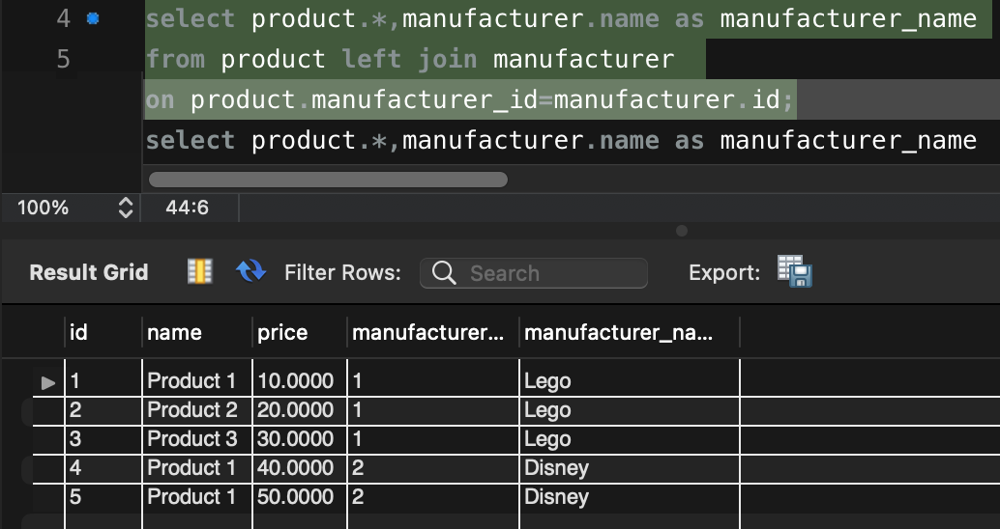 4 select product.*,manufacturer.name as manufacturer_name
5 from product left join manufacturer
on product.manufacturer_id=manufacturer.id;
select product.*,manufacturer.name as manufacturer_name
100% 44:6
Result Grid Filter Rows: Search Export:
id name price manufacturer... manufacturer_na...
1 Product 1 10.0000 1 Lego
2 Product 2 20.0000 1 Lego
3 Product 3 30.0000 1 Lego
4 Product 1 40.0000 2 Disney
5 Product 1 50.0000 2 Disney